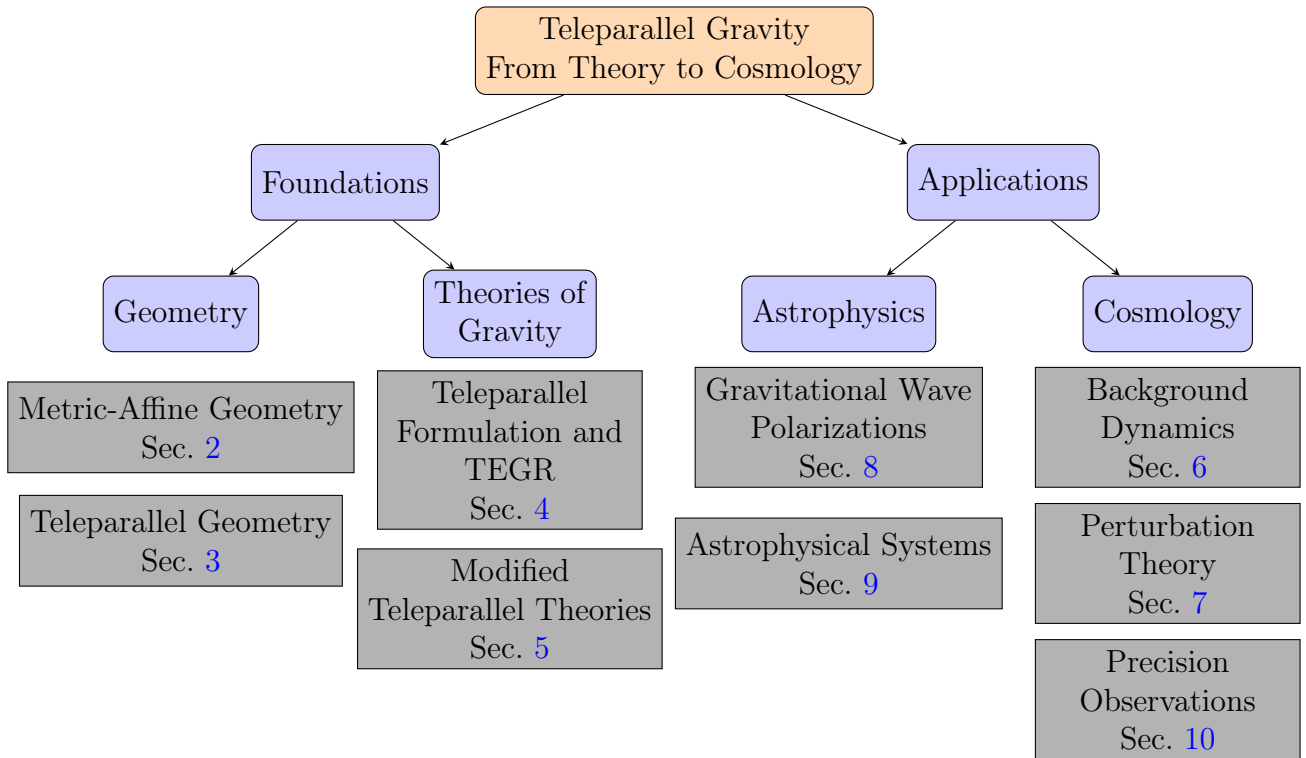 Teleparallel Gravity
From Theory to Cosmology
Foundations
Applications
Geometry
Theories of
Gravity
Astrophysics
Cosmology
Metric-Affine Geometry
Sec. 2
Teleparallel Geometry
Sec. 3
Teleparallel
Formulation and
TEGR
Sec. 4
Modified
Teleparallel Theories
Sec. 5
Gravitational Wave
Polarizations
Sec. 8
Astrophysical Systems
Sec. 9
Background
Dynamics
Sec. 6
Perturbation
Theory
Sec. 7
Precision
Observations
Sec. 10